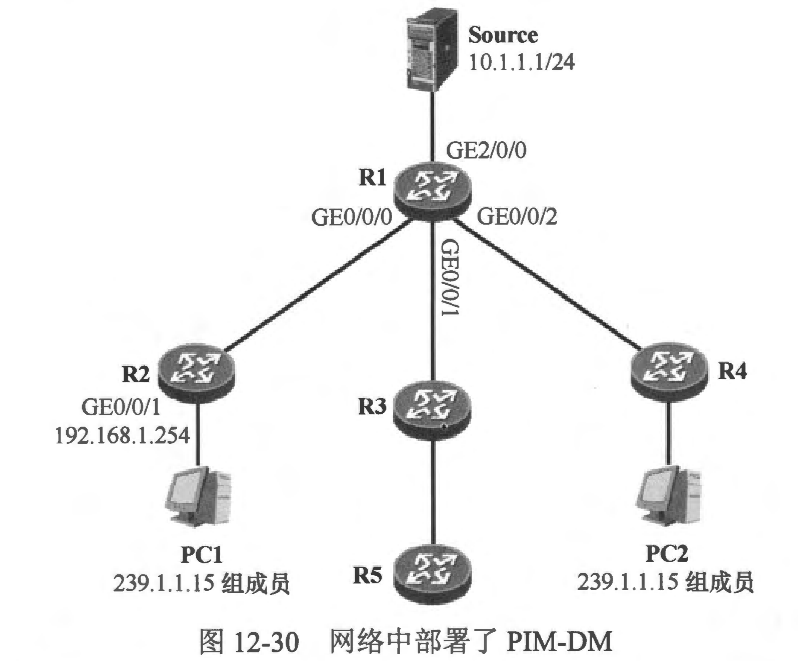 Source
10.1.1.1/24
GE2/0/0
R1
GE0/0/0
GE0/0/2
GE0/0/1
R2
R4
GE0/0/1
192.168.1.254
R3
PC1
239.1.1.15 组成员
R5
PC2
239.1.1.15 组成员
图 12-30 网络中部署了 PIM-DM